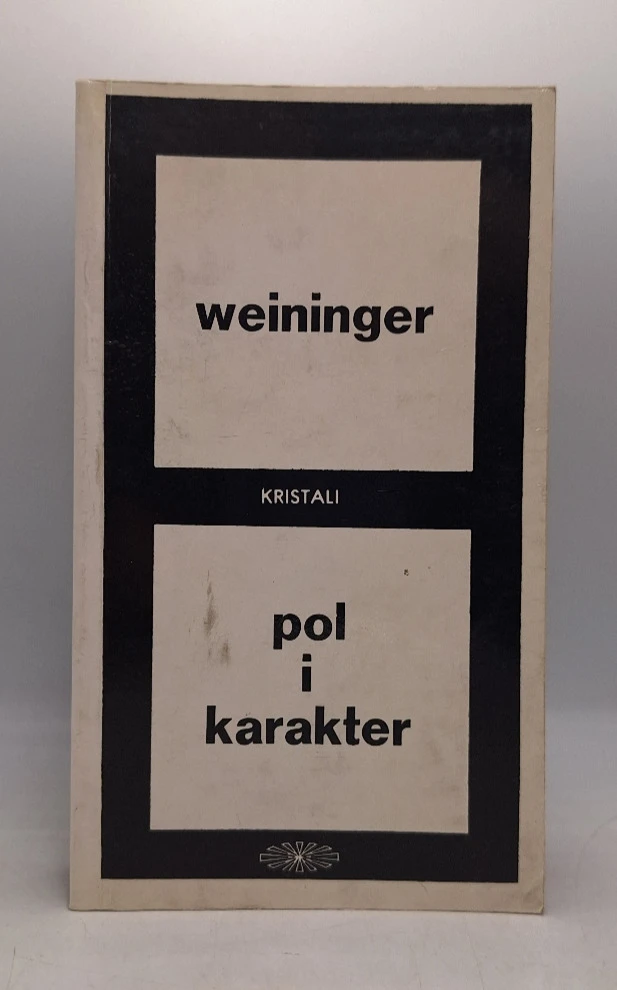 weininger
KRISTALI
pol
i
karakter